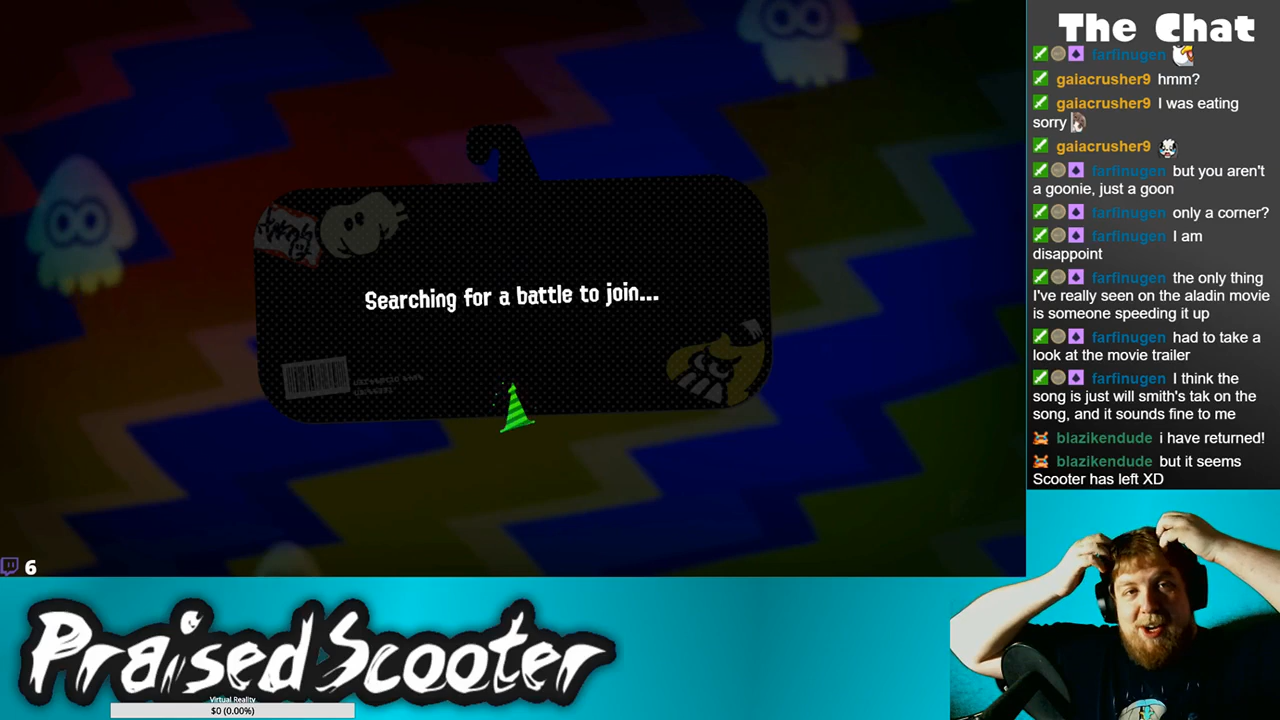 The Chat
farfinugen
gaiacrusher9 hmm?
gaiacrusher9 I was eating
sorry
gaiacrusher9
farfinugen but you aren't
a goonie, just a goon
farfinugen only a corner?
farfinugen I am
disappoint
farfinugen the only thing
I've really seen on the aladin movie
is someone speeding it up
farfinugen had to take a
look at the movie trailer
farfinugen I think the
song is just will smith's tak on the
song, and it sounds fine to me
blazikendude i have returned!
blazikendude but it seems
Scooter has left XD
Searching for a battle to join...
6
PraisedScooter
Virtual Reality
$0 (0.00%)